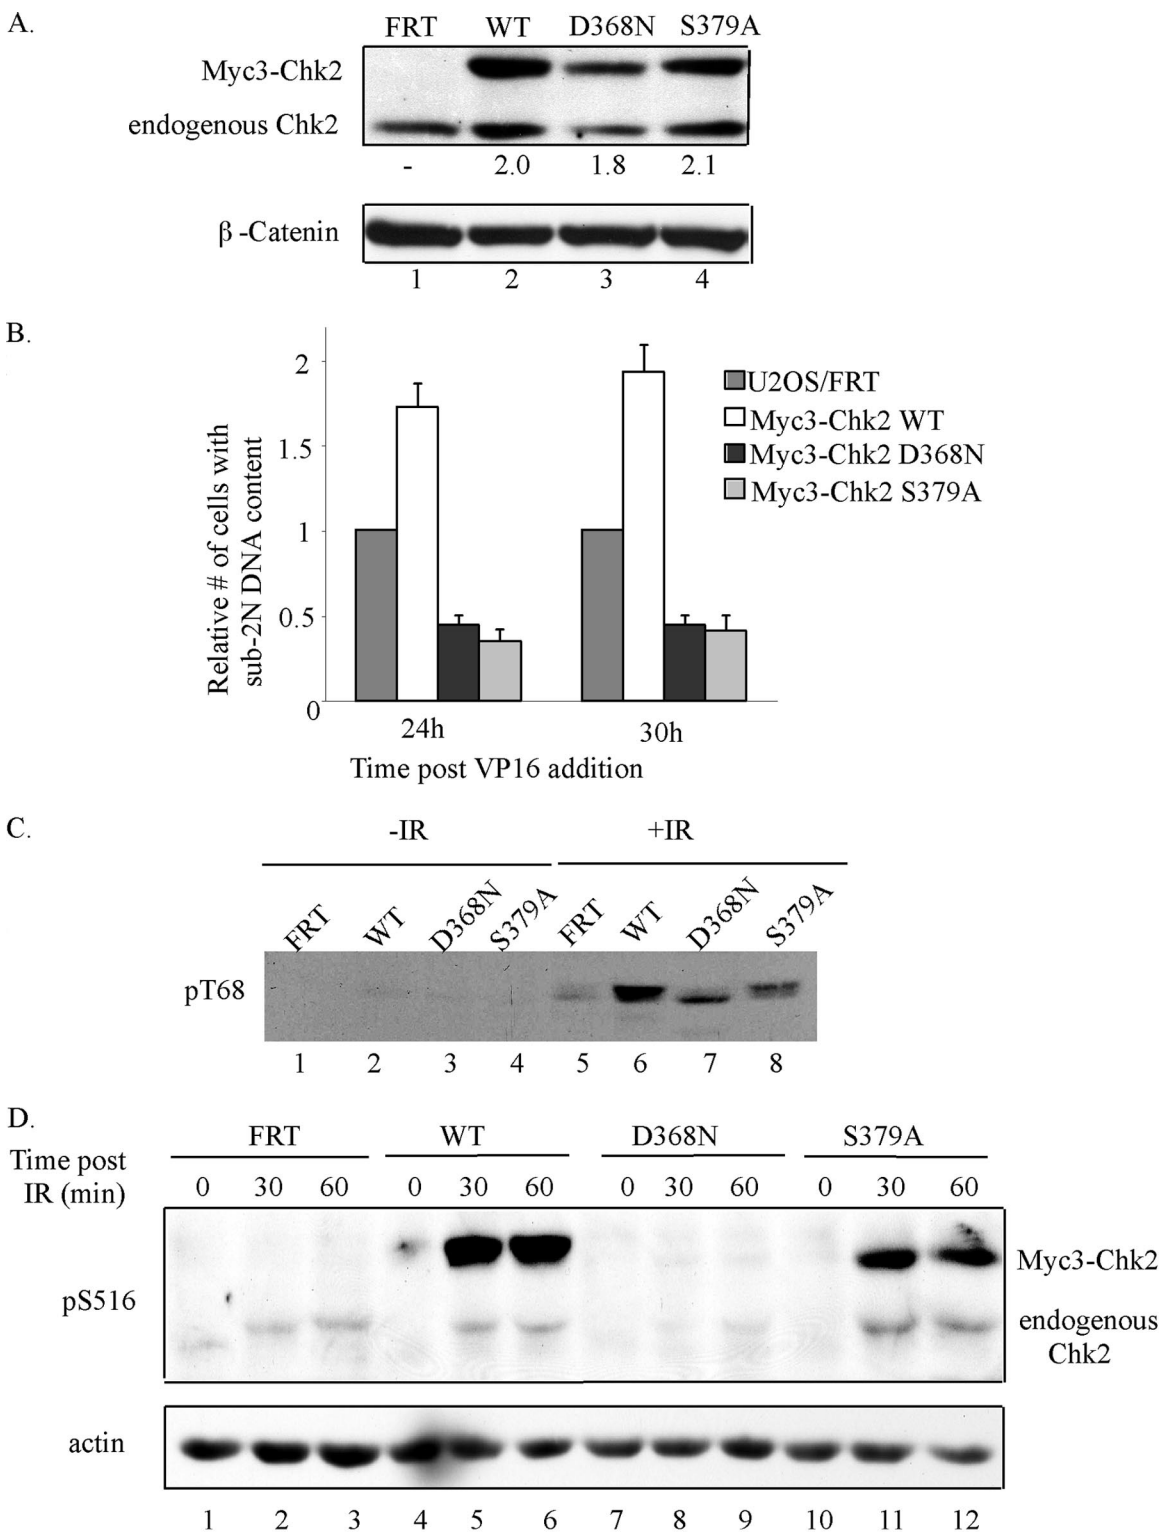 A.
FRT WT D368N S379A
Myc3-Chk2
endogenous Chk2
- 2.0 1.8 2.1
β -Catenin
1 2 3 4
B.
2
1.5
1
0.5
0
Relative # of cells with
sub-2N DNA content
U2OS/FRT
Myc3-Chk2 WT
Myc3-Chk2 D368N
Myc3-Chk2 S379A
24h 30h
Time post VP16 addition
C.
-IR +IR
FRT WT D368N S379A FRT WT D368N S379A
pT68
1 2 3 4 5 6 7 8
D.
FRT WT D368N S379A
Time post
IR (min)
0 30 60 0 30 60 0 30 60 0 30 60
pS516
Myc3-Chk2
endogenous
Chk2
actin
1 2 3 4 5 6 7 8 9 10 11 12